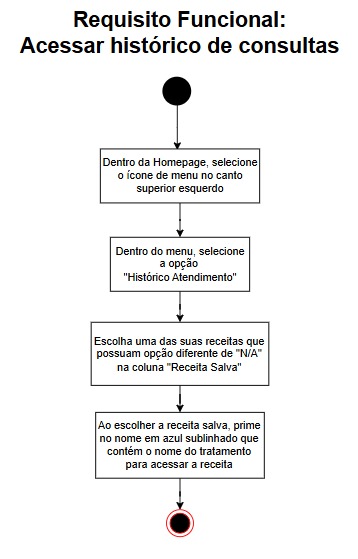 Requisito Funcional:
Acessar histórico de consultas
Dentro da Homepage, selecione
o ícone de menu no canto
superior esquerdo
Dentro do menu, selecione
a opção
"Histórico Atendimento"
Escolha uma das suas receitas que
possuam opção diferente de "N/A"
na coluna "Receita Salva"
Ao escolher a receita salva, prime
no nome em azul sublinhado que
contém o nome do tratamento
para acessar a receita